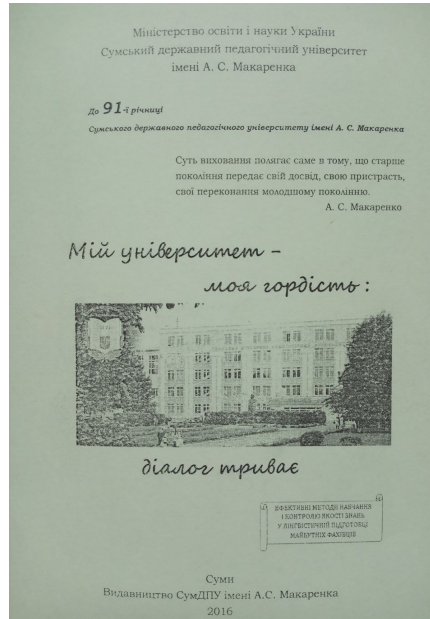 Міністерство освіти і науки України
Сумський державний педагогічний університет
імені А. С. Макаренка
До 91-ї річниці
Сумського державного педагогічного університету імені А. С. Макаренка
Суть виховання полягає саме в тому, що старше
покоління передає свій досвід, свою пристрасть,
свої переконання молодшому поколінню.
А. С. Макаренко
Мій університет –
моя гордість:
діалог триває
ЕФЕКТИВНІ МЕТОДИ НАВЧАННЯ
І КОНТРОЛЮ ЯКОСТІ ЗНАНЬ
У ЛІНГВІСТИЧНІЙ ПІДГОТОВЦІ
МАЙБУТНІХ ФАХІВЦІВ
Суми
Видавництво СумДПУ імені А.С. Макаренка
2016